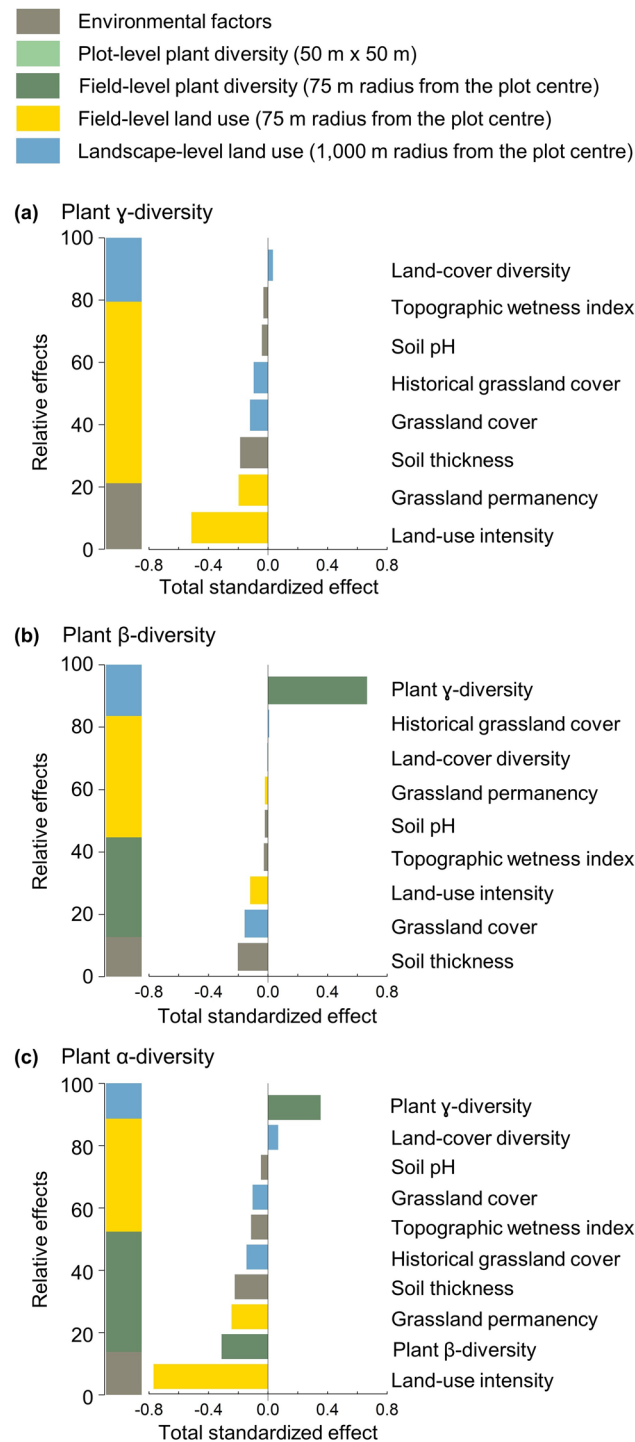 Environmental factors
Plot-level plant diversity (50 m x 50 m)
Field-level plant diversity (75 m radius from the plot centre)
Field-level land use (75 m radius from the plot centre)
Landscape-level land use (1,000 m radius from the plot centre)
(a) Plant ɣ-diversity
Relative effects
100
80
60
40
20
0
Land-cover diversity
Topographic wetness index
Soil pH
Historical grassland cover
Grassland cover
Soil thickness
Grassland permanency
Land-use intensity
-0.8 -0.4 0.0 0.4 0.8
Total standardized effect
(b) Plant β-diversity
Relative effects
100
80
60
40
20
0
Plant ɣ-diversity
Historical grassland cover
Land-cover diversity
Grassland permanency
Soil pH
Topographic wetness index
Land-use intensity
Grassland cover
Soil thickness
-0.8 -0.4 0.0 0.4 0.8
Total standardized effect
(c) Plant α-diversity
Relative effects
100
80
60
40
20
0
Plant ɣ-diversity
Land-cover diversity
Soil pH
Grassland cover
Topographic wetness index
Historical grassland cover
Soil thickness
Grassland permanency
Plant β-diversity
Land-use intensity
-0.8 -0.4 0.0 0.4 0.8
Total standardized effect